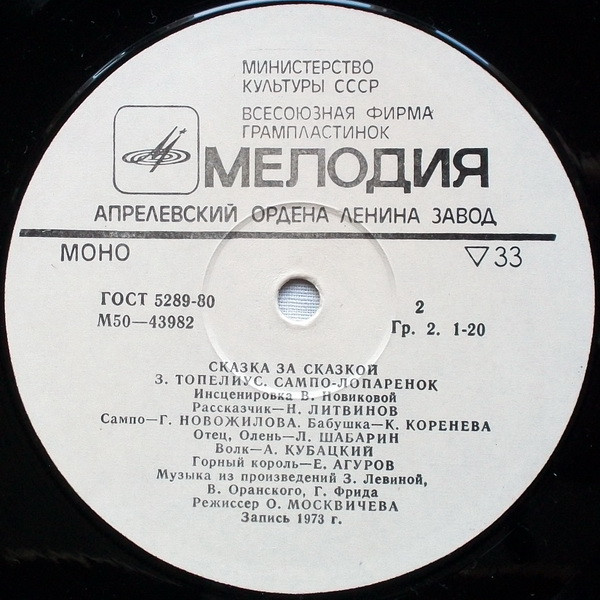 МИНИСТЕРСТВО
КУЛЬТУРЫ СССР
ВСЕСОЮЗНАЯ ФИРМА
ГРАМПЛАСТИНОК
МЕЛОДИЯ
АПРЕЛЕВСКИЙ ОРДЕНА ЛЕНИНА ЗАВОД
МОНО ▽33
ГОСТ 5289-80 2
М50—43982 Гр. 2. 1-20
СКАЗКА ЗА СКАЗКОЙ
З. ТОПЕЛИУС. САМПО-ЛОПАРЕНОК
Инсценировка В. Новиковой
Рассказчик—Н. ЛИТВИНОВ
Сампо—Г. НОВОЖИЛОВА. Бабушка—К. КОРЕНЕВА
Отец, Олень—Л. ШАБАРИН
Волк—А. КУБАЦКИЙ
Горный король—Е. АГУРОВ
Музыка из произведений З. Левиной,
В. Оранского, Г. Фрида
Режиссер О. МОСКВИЧЕВА
Запись 1973 г.